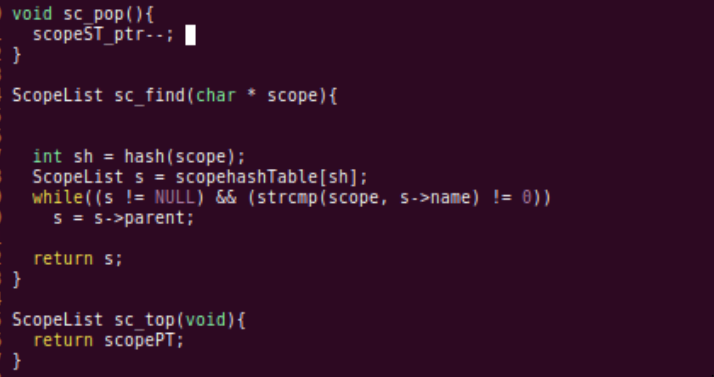 void sc_pop(){
  scopeST_ptr--;
}
ScopeList sc_find(char * scope){
  int sh = hash(scope);
  ScopeList s = scopehashTable[sh];
  while((s != NULL) && (strcmp(scope, s->name) != 0))
    s = s->parent;
  return s;
}
ScopeList sc_top(void){
  return scopePT;
}